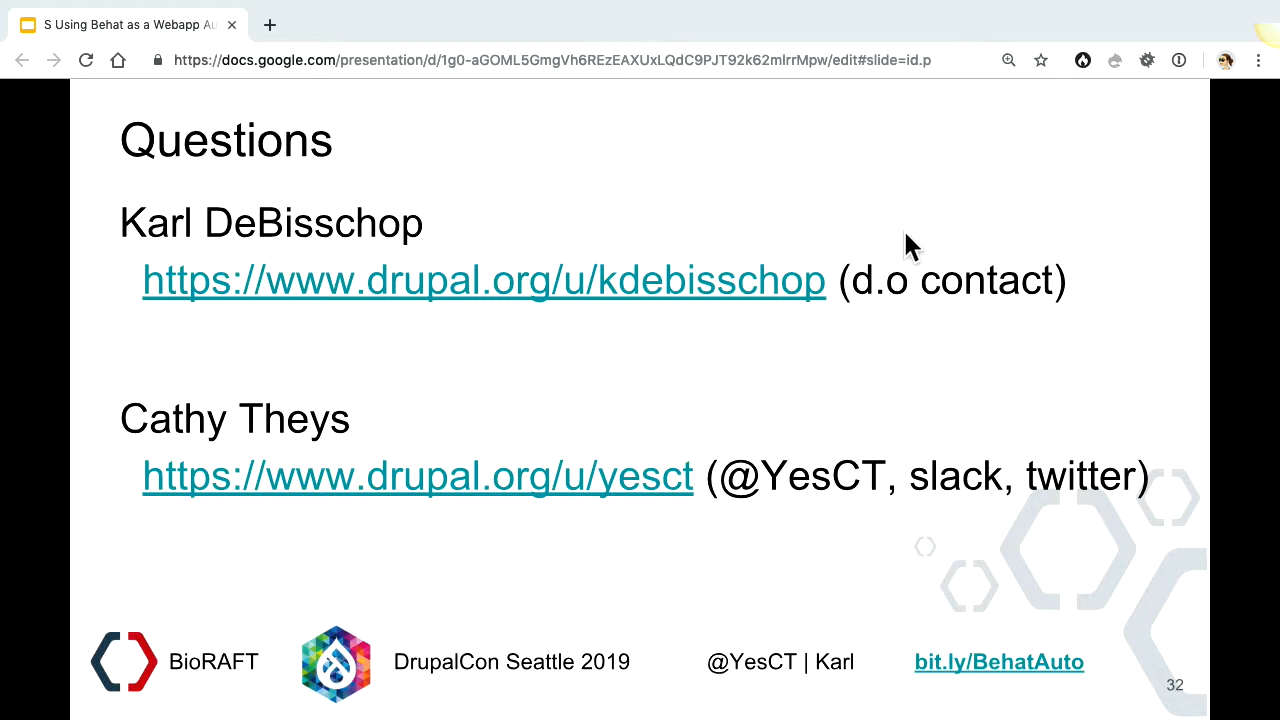 S Using Behat as a Webapp Au
https://docs.google.com/presentation/d/1g0-aGOML5GmgVh6REzEAXUxLQdC9PJT92k62mlrrMpw/edit#slide=id.p
Questions
Karl DeBisschop
https://www.drupal.org/u/kdebisschop (d.o contact)
Cathy Theys
https://www.drupal.org/u/yesct (@YesCT, slack, twitter)
BioRAFT DrupalCon Seattle 2019 @YesCT | Karl bit.ly/BehatAuto
32